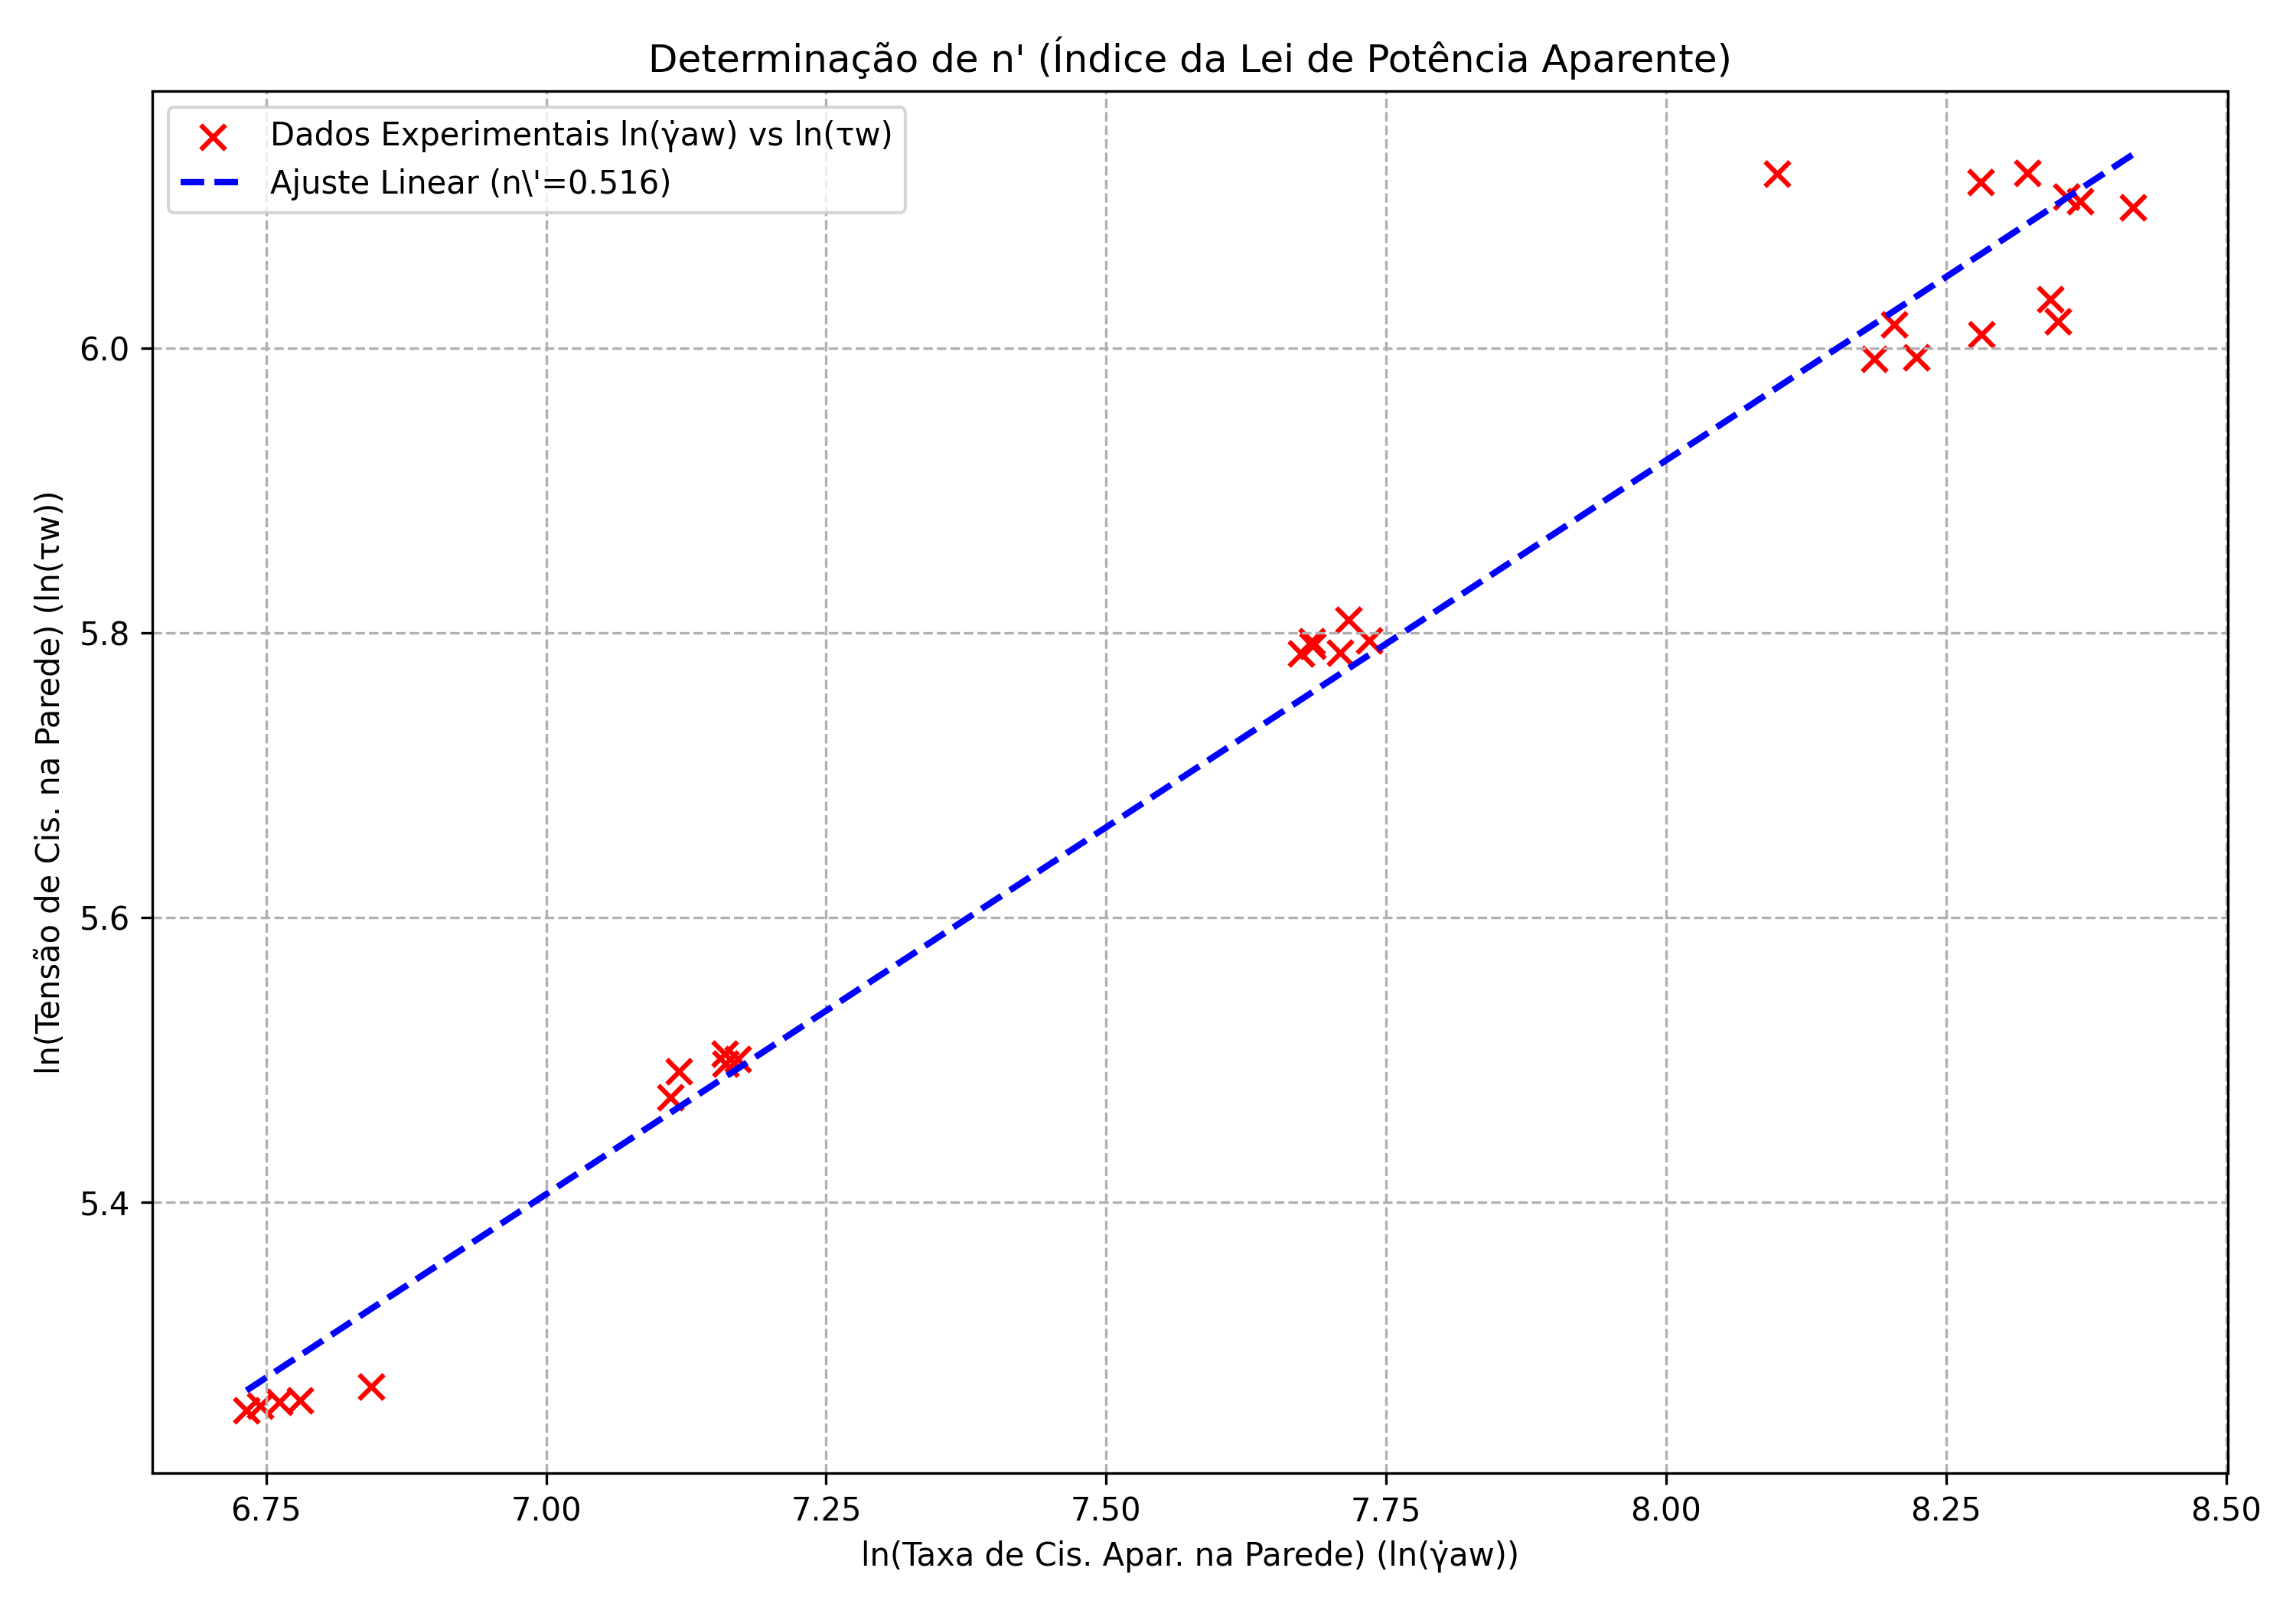 Determinação de n' (Índice da Lei de Potência Aparente)
Dados Experimentais ln(γ̇aw) vs ln(τw)
Ajuste Linear (n\'=0.516)
ln(Tensão de Cis. na Parede) (ln(τw))
6.0
5.8
5.6
5.4
6.75 7.00 7.25 7.50 7.75 8.00 8.25 8.50
ln(Taxa de Cis. Apar. na Parede) (ln(γ̇aw))